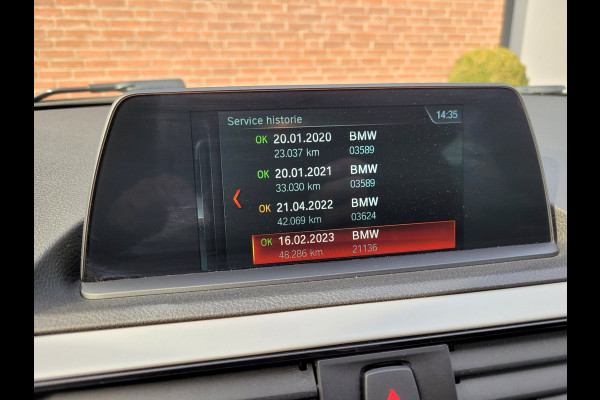 Service historie 14:35
OK 20.01.2020 BMW
23.037 km 03589
OK 20.01.2021 BMW
33.030 km 03589
OK 21.04.2022 BMW
42.069 km 03624
OK 16.02.2023 BMW
48.286 km 21136